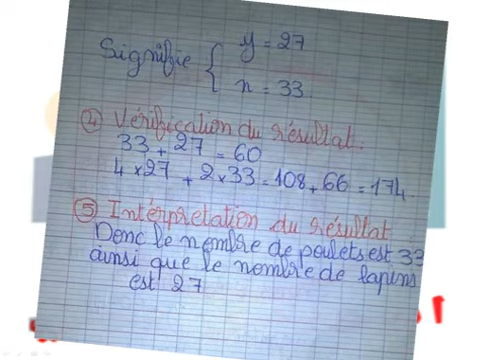 y = 27
Signifie {
x = 33.
④ Vérification du résultat.
33 + 27 = 60
4 x 27 + 2 x 33 = 108 + 66 = 174.
⑤ Intérpretation du résultat
Donc le nombre de poulets est 33
ainsi que le nombre de lapins
est 27